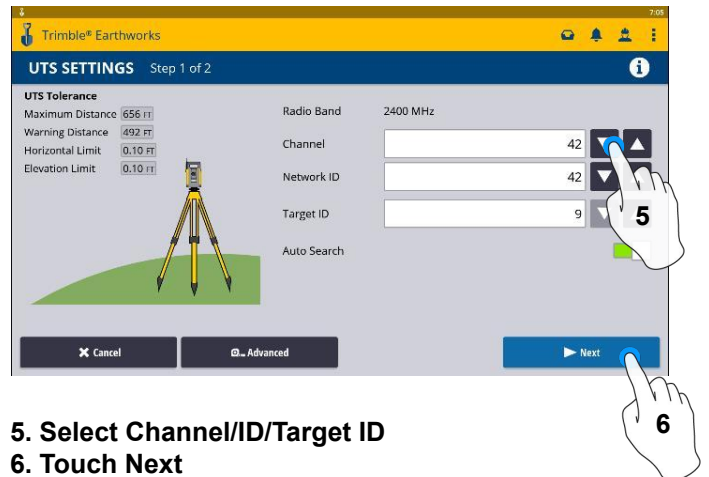 7:05
Trimble® Earthworks
UTS SETTINGS Step 1 of 2
UTS Tolerance
Maximum Distance 656 FT
Warning Distance 492 FT
Horizontal Limit 0.10 FT
Elevation Limit 0.10 FT
Radio Band 2400 MHz
Channel 42
Network ID 42
Target ID 9
Auto Search
5
Cancel
Advanced
Next
6
5. Select Channel/ID/Target ID
6. Touch Next